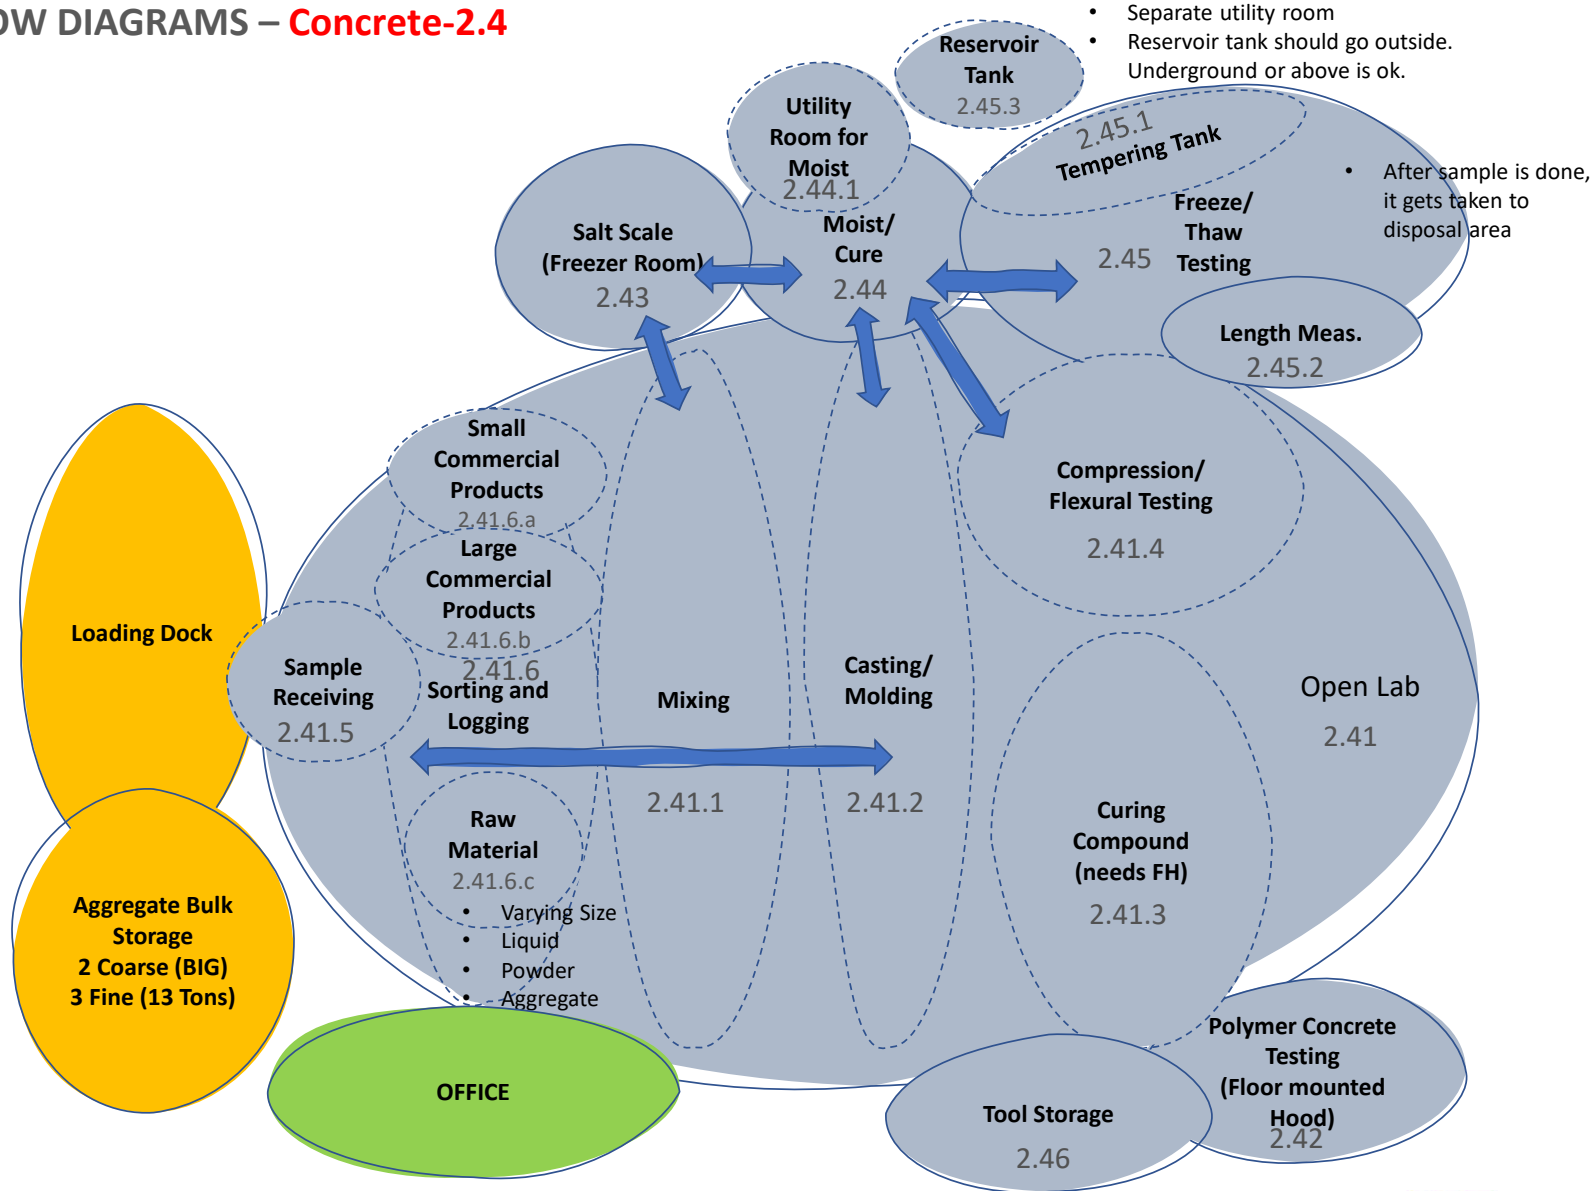 OW DIAGRAMS – Concrete-2.4
• Separate utility room
• Reservoir tank should go outside.
Underground or above is ok.
Reservoir
Tank
2.45.3
Utility
Room for
Moist
2.44.1
2.45.1
Tempering Tank
• After sample is done,
it gets taken to
disposal area
Salt Scale
(Freezer Room)
2.43
Moist/
Cure
2.44
Freeze/
Thaw
Testing
2.45
Length Meas.
2.45.2
Small
Commercial
Products
2.41.6.a
Large
Commercial
Products
2.41.6.b
2.41.6
Sorting and
Logging
Compression/
Flexural Testing
2.41.4
Loading Dock
Sample
Receiving
2.41.5
Mixing
2.41.1
Casting/
Molding
2.41.2
Open Lab
2.41
Raw
Material
2.41.6.c
• Varying Size
• Liquid
• Powder
• Aggregate
Curing
Compound
(needs FH)
2.41.3
Aggregate Bulk
Storage
2 Coarse (BIG)
3 Fine (13 Tons)
OFFICE
Tool Storage
2.46
Polymer Concrete
Testing
(Floor mounted
Hood)
2.42